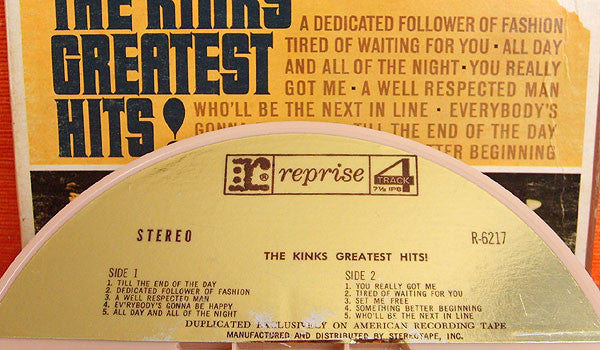 THE KINKS
GREATEST
HITS!
A DEDICATED FOLLOWER OF FASHION
TIRED OF WAITING FOR YOU · ALL DAY
AND ALL OF THE NIGHT · YOU REALLY
GOT ME · A WELL RESPECTED MAN
WHO'LL BE THE NEXT IN LINE · EVERYBODY'S
GONNA TILL THE END OF THE DAY
BETTER BEGINNING
r® reprise 4
TRACK
7½ IPS
STEREO
R-6217
THE KINKS GREATEST HITS!
SIDE 1
1. TILL THE END OF THE DAY
2. DEDICATED FOLLOWER OF FASHION
3. A WELL RESPECTED MAN
4. EV'RYBODY'S GONNA BE HAPPY
5. ALL DAY AND ALL OF THE NIGHT
SIDE 2
1. YOU REALLY GOT ME
2. TIRED OF WAITING FOR YOU
3. SET ME FREE
4. SOMETHING BETTER BEGINNING
5. WHO'LL BE THE NEXT IN LINE
DUPLICATED EXCLUSIVELY ON AMERICAN RECORDING TAPE
MANUFACTURED AND DISTRIBUTED BY STEREOTAPE, INC.